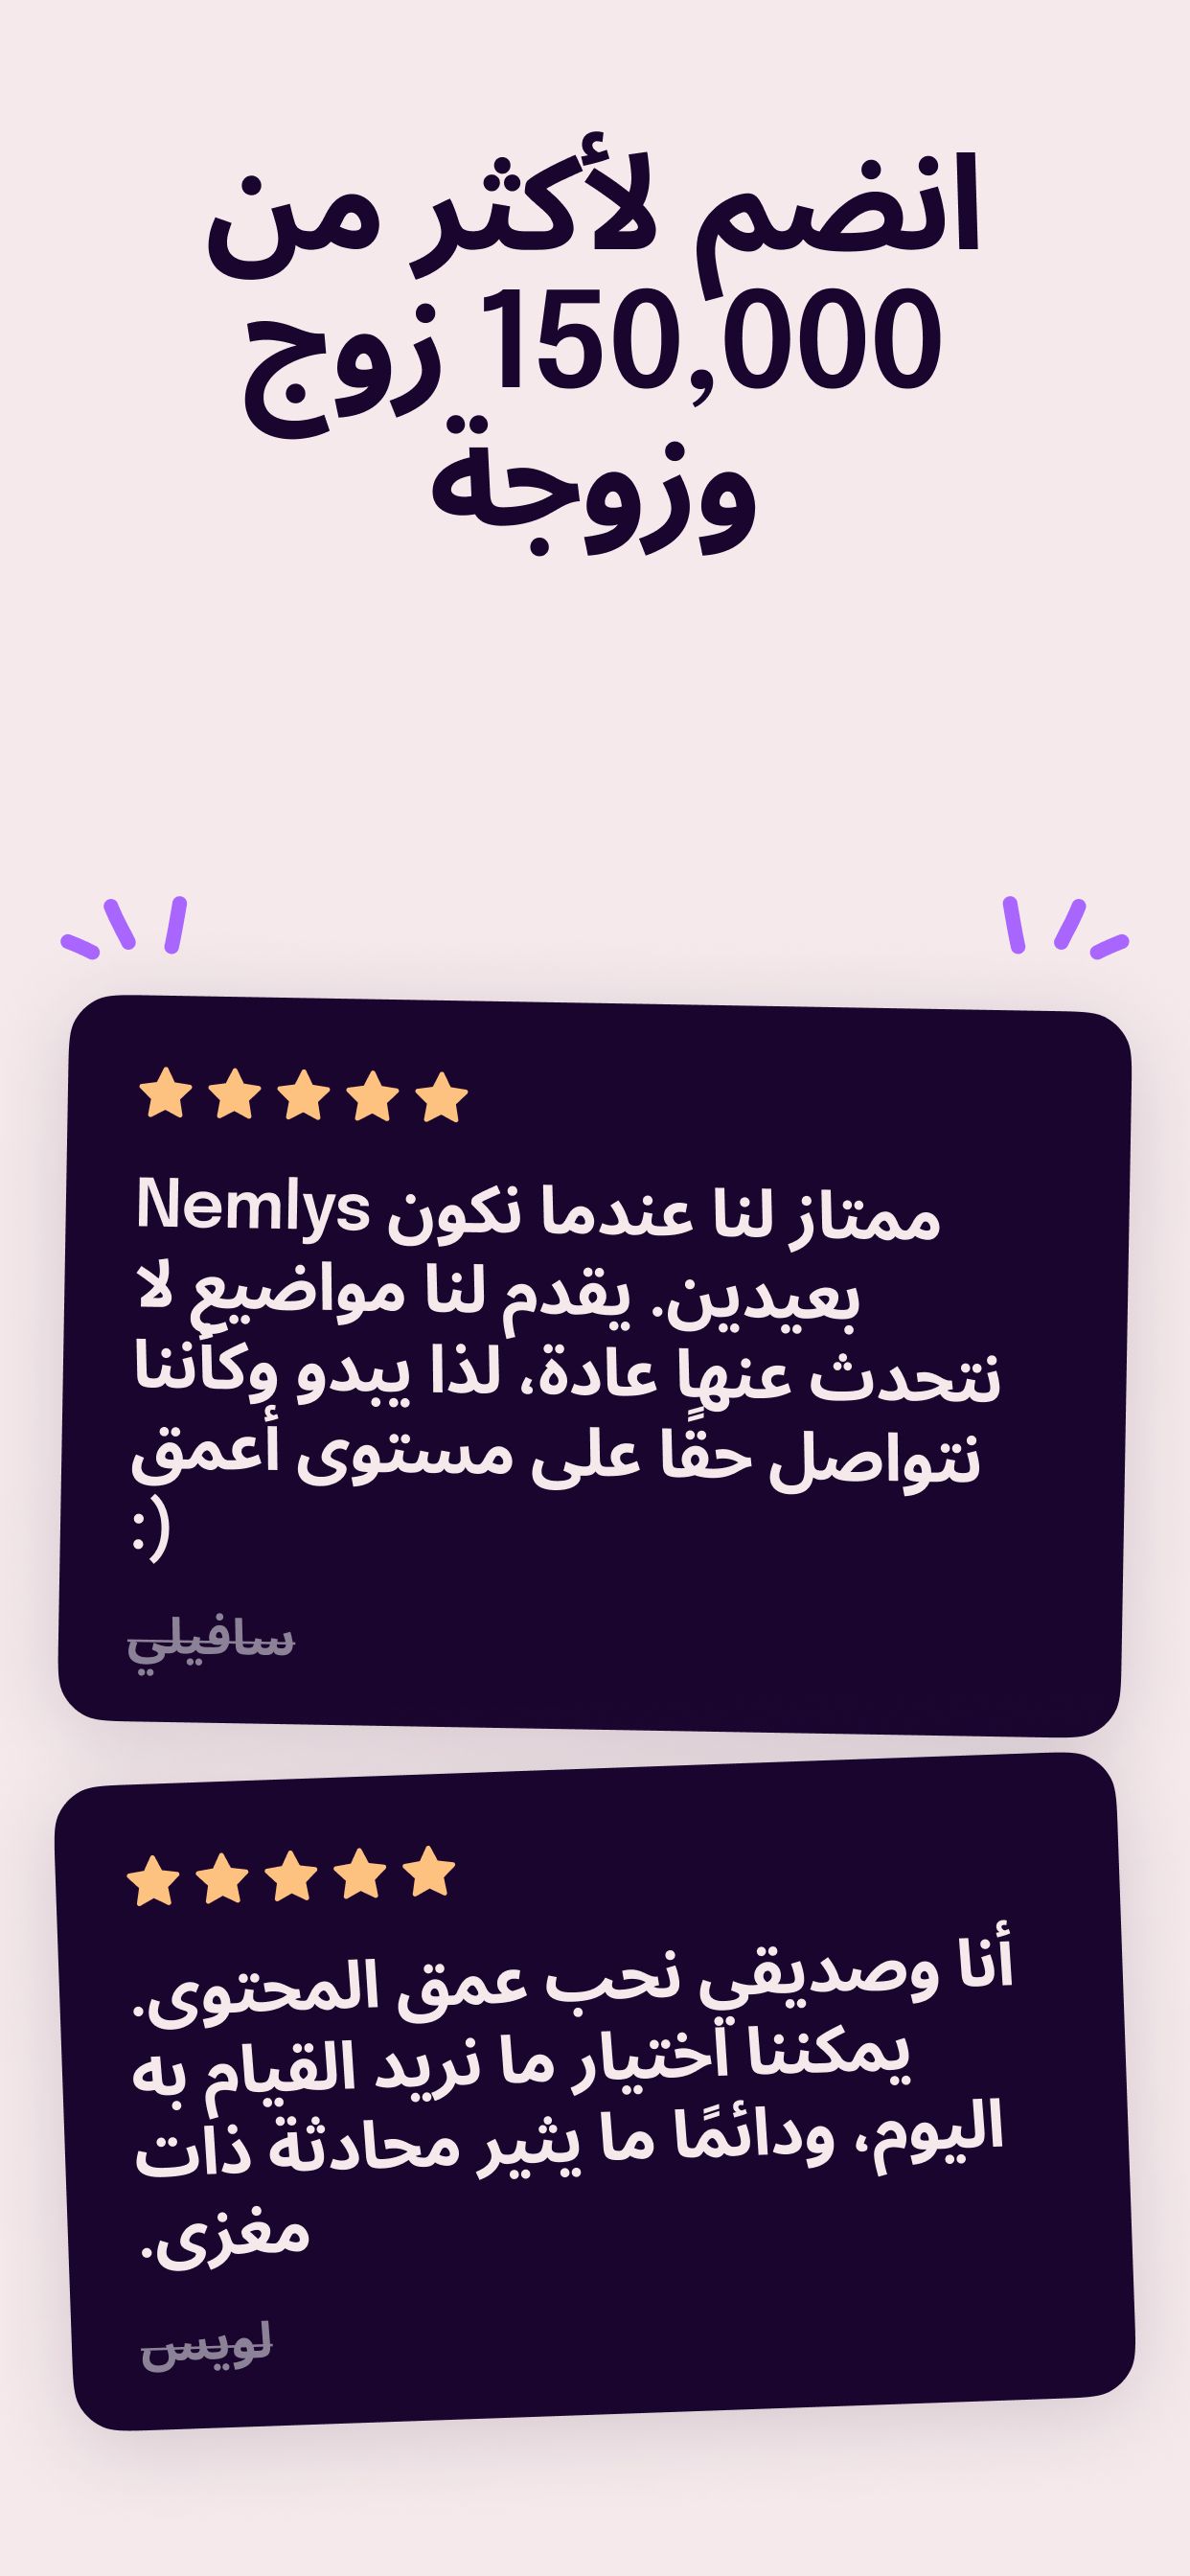 انضم لأكثر من
150,000 زوج
وزوجة
Nemlys ممتاز لنا عندما نكون
بعيدين. يقدم لنا مواضيع لا
نتحدث عنها عادة، لذا يبدو وكأننا
نتواصل حقًا على مستوى أعمق
:)
سافيلي
أنا وصديقي نحب عمق المحتوى.
يمكننا اختيار ما نريد القيام به
اليوم، ودائمًا ما يثير محادثة ذات
مغزى.
لويس